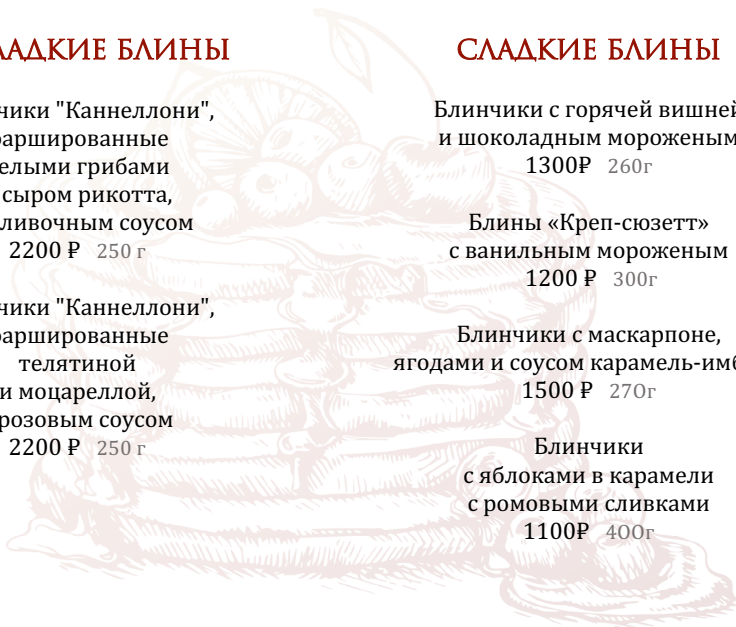 ЛАДКИЕ БЛИНЫ
чики "Каннеллони",
аршированные
елыми грибами
сыром рикотта,
ливочным соусом
2200 ₽ 250 г
чики "Каннеллони",
аршированные
телятиной
и моцареллой,
розовым соусом
2200 ₽ 250 г
СЛАДКИЕ БЛИНЫ
Блинчики с горячей вишней
и шоколадным мороженым
1300₽ 260г
Блины «Креп-сюзетт»
с ванильным мороженым
1200 ₽ 300г
Блинчики с маскарпоне,
ягодами и соусом карамель-имб
1500 ₽ 270г
Блинчики
с яблоками в карамели
с ромовыми сливками
1100₽ 400г